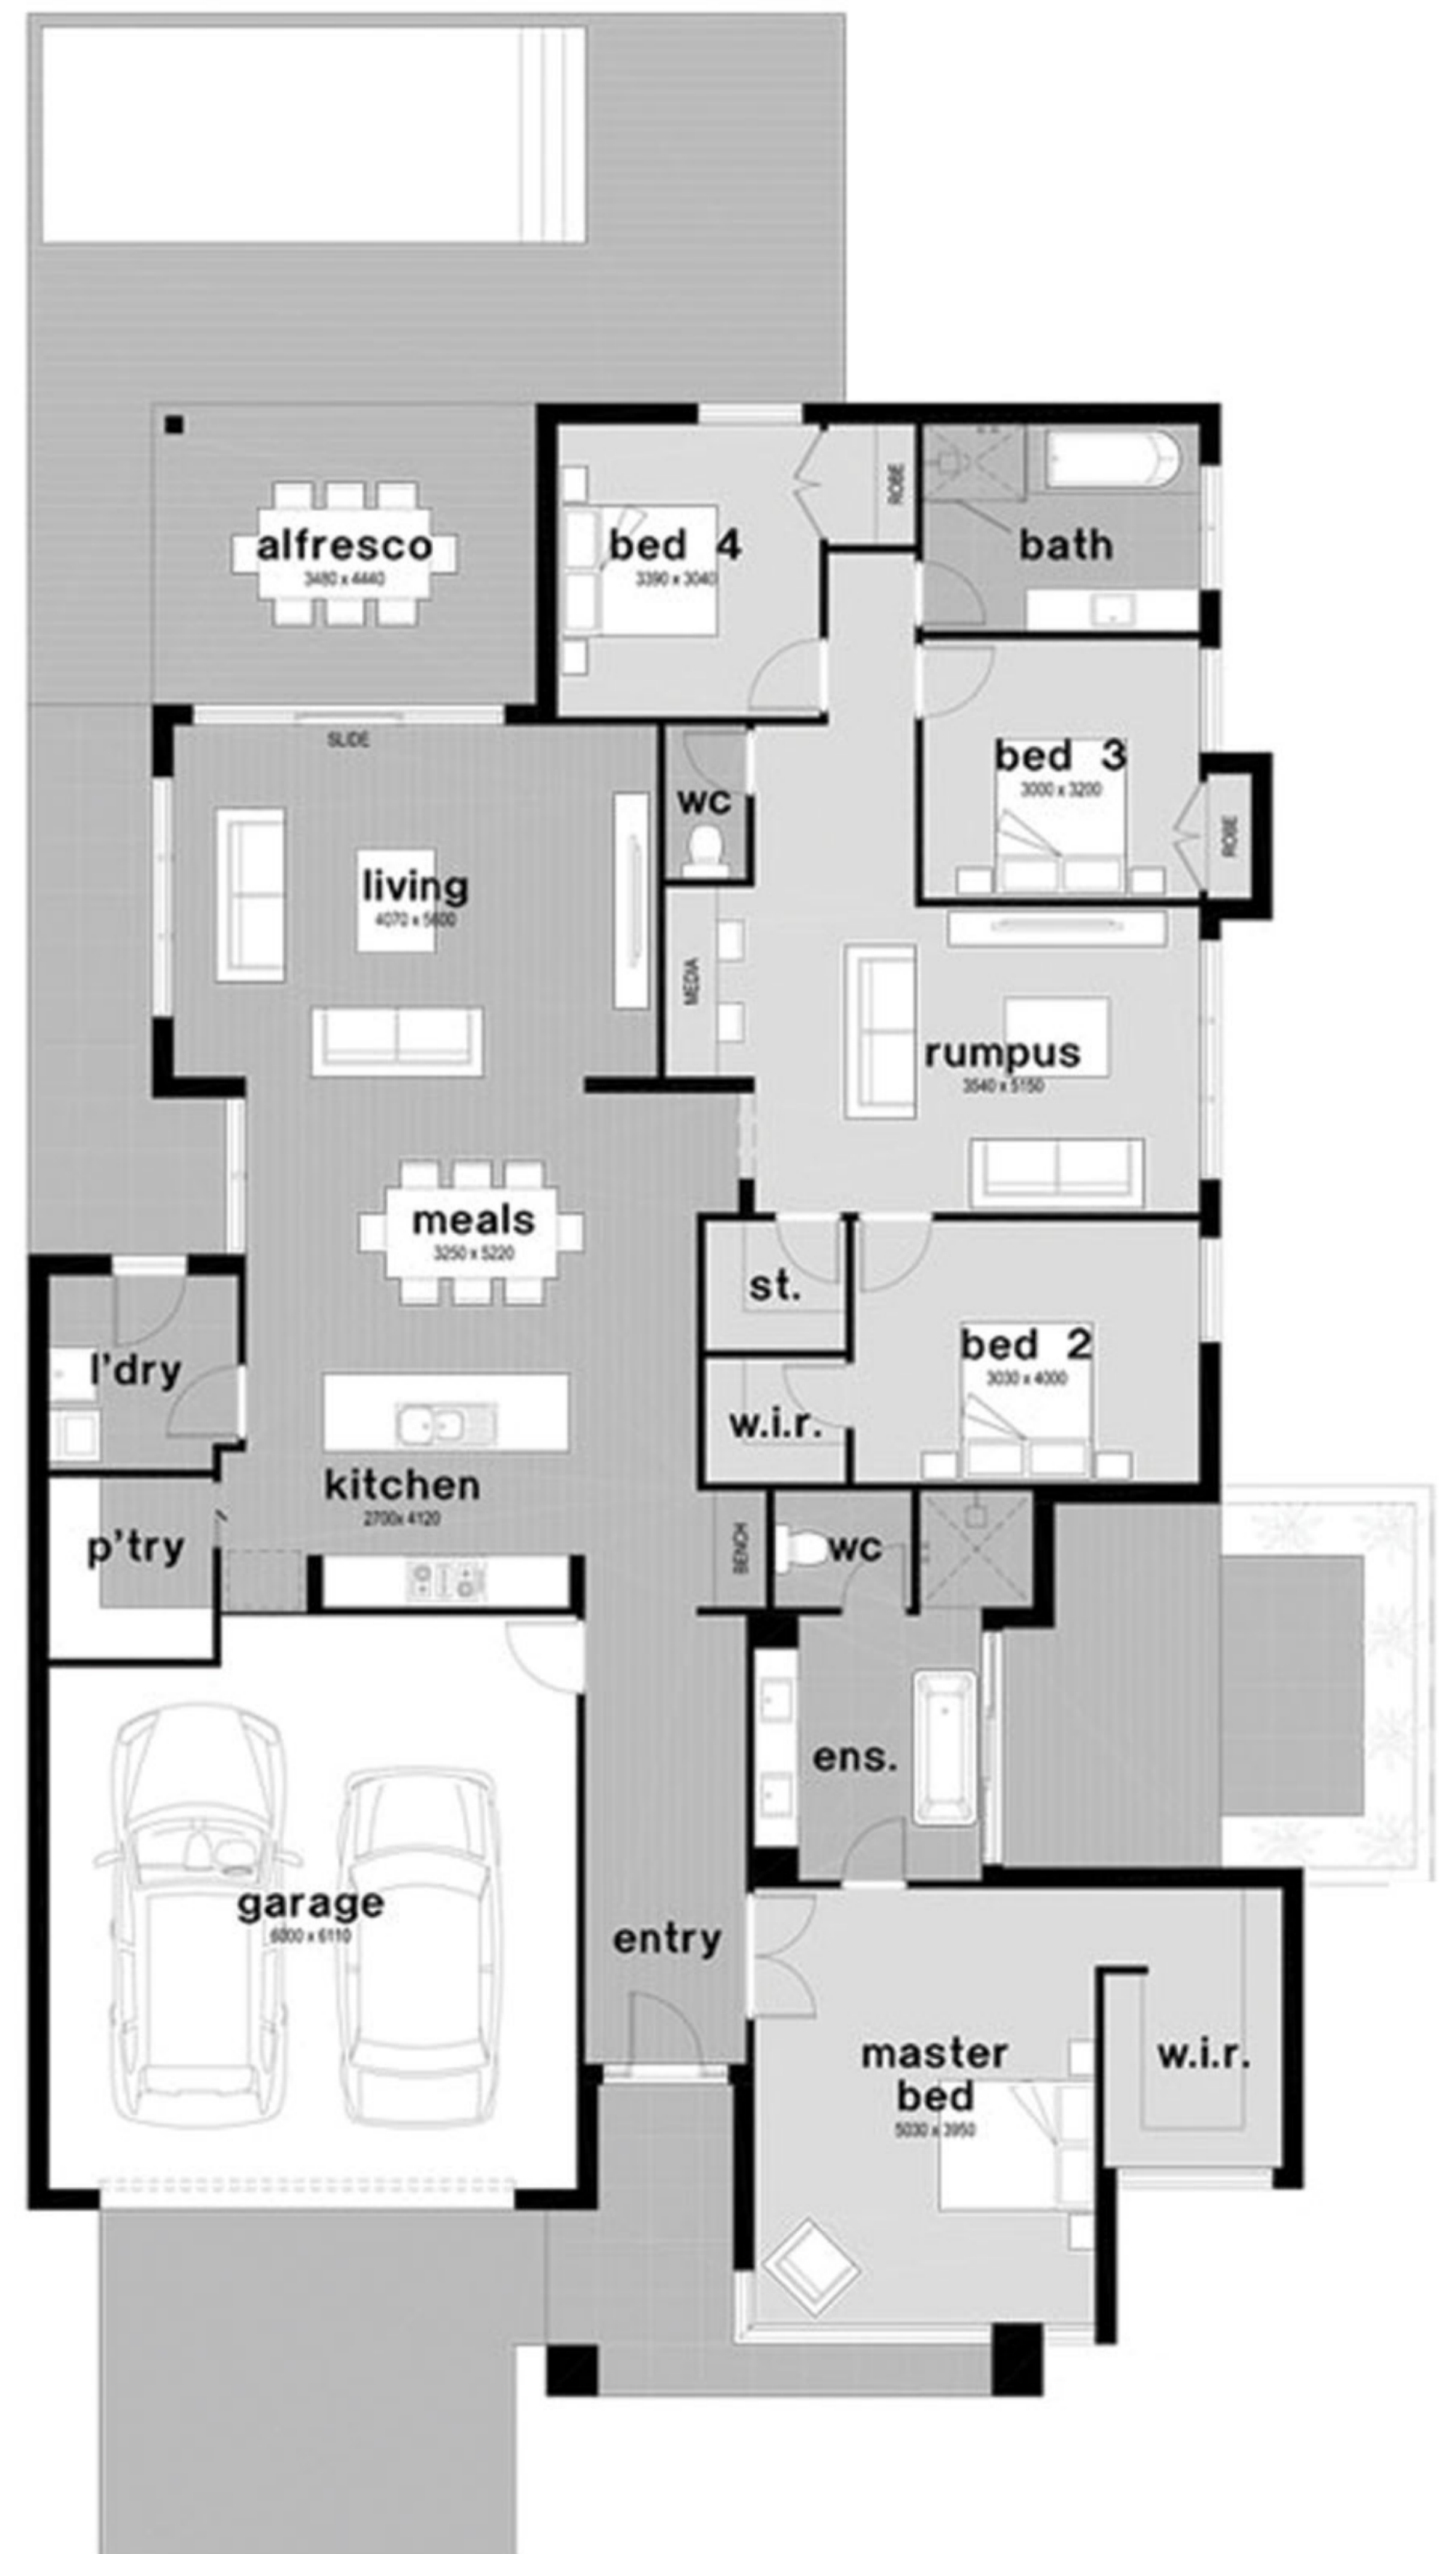 ROBE
alfresco
3480 x 4440
bed 4
3390 x 3040
bath
SLIDE
bed 3
3000 x 3200
wc
ROBE
living
4070 x 5600
MEDIA
rumpus
3540 x 5150
meals
3250 x 5220
st.
l'dry
bed 2
3030 x 4000
w.i.r.
kitchen
2700x 4120
p'try
BENCH
wc
ens.
garage
6000 x 6110
entry
master
bed
5030 x 3950
w.i.r.